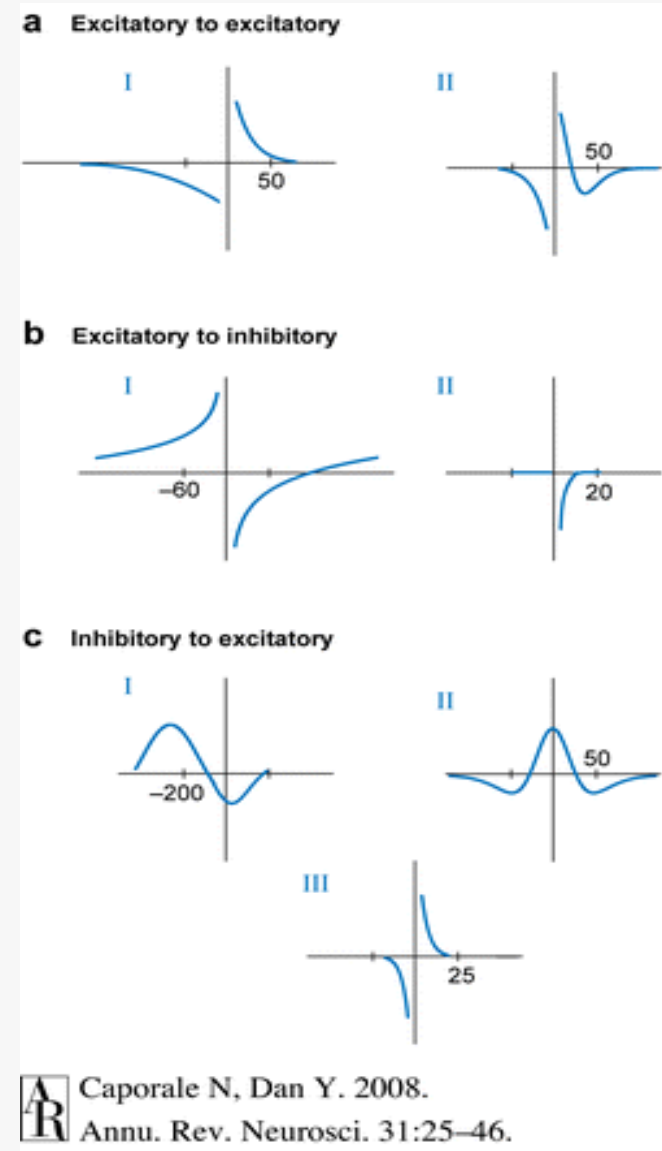 a Excitatory to excitatory
I II
50 50
b Excitatory to inhibitory
I II
–60 20
c Inhibitory to excitatory
I II
–200 50
III
25
AR
Caporale N, Dan Y. 2008.
Annu. Rev. Neurosci. 31:25–46.